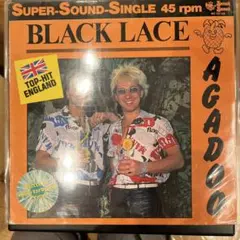 SUPER-SOUND-SINGLE 45 rpm
BLACK LACE
TOP-HIT
ENGLAND
AGADOO